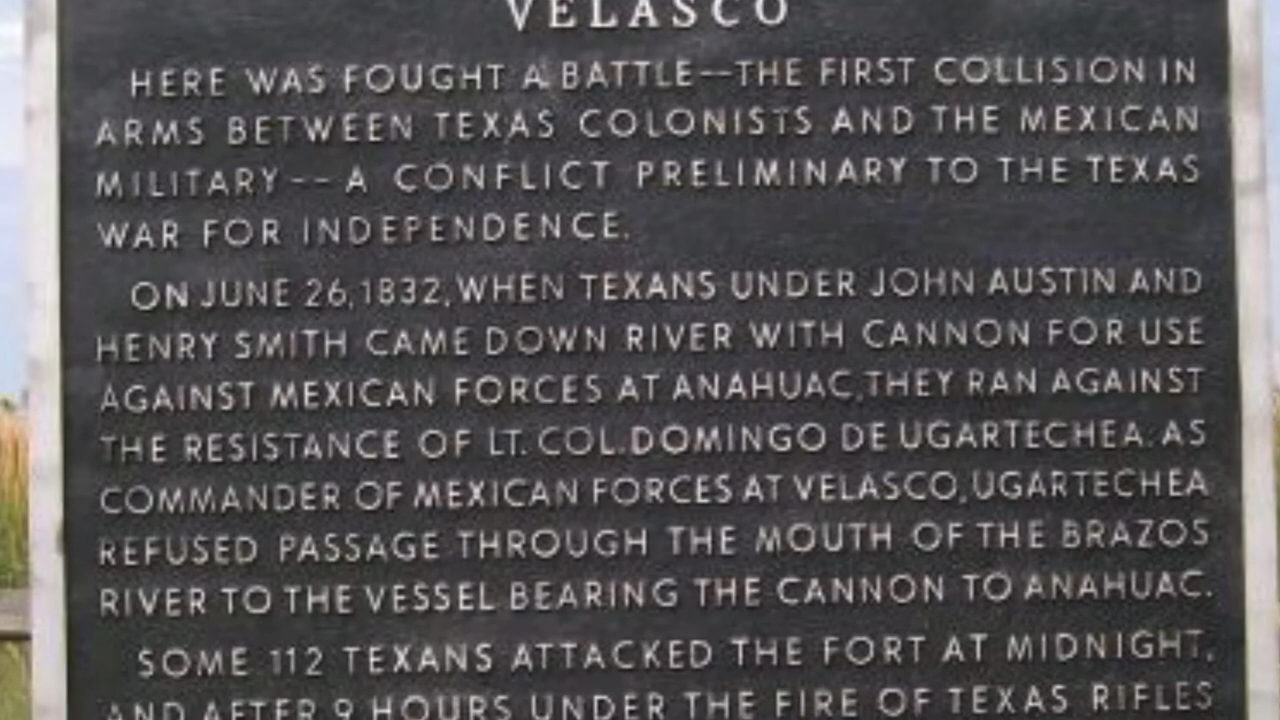 VELASCO
HERE WAS FOUGHT A BATTLE--THE FIRST COLLISION IN
ARMS BETWEEN TEXAS COLONISTS AND THE MEXICAN
MILITARY--A CONFLICT PRELIMINARY TO THE TEXAS
WAR FOR INDEPENDENCE.
ON JUNE 26, 1832, WHEN TEXANS UNDER JOHN AUSTIN AND
HENRY SMITH CAME DOWN RIVER WITH CANNON FOR USE
AGAINST MEXICAN FORCES AT ANAHUAC, THEY RAN AGAINST
THE RESISTANCE OF LT. COL. DOMINGO DE UGARTECHEA. AS
COMMANDER OF MEXICAN FORCES AT VELASCO, UGARTECHEA
REFUSED PASSAGE THROUGH THE MOUTH OF THE BRAZOS
RIVER TO THE VESSEL BEARING THE CANNON TO ANAHUAC.
SOME 112 TEXANS ATTACKED THE FORT AT MIDNIGHT,
AND AFTER 9 HOURS UNDER THE FIRE OF TEXAS RIFLES